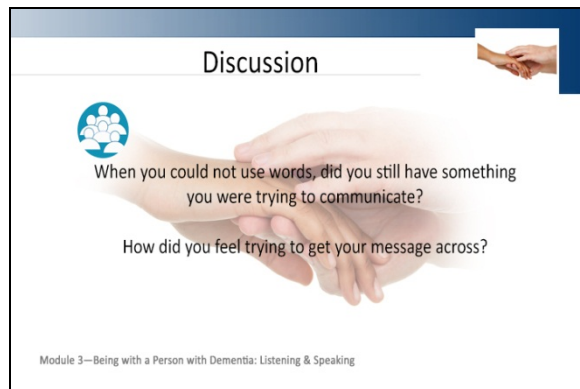 Discussion
When you could not use words, did you still have something
you were trying to communicate?
How did you feel trying to get your message across?
Module 3—Being with a Person with Dementia: Listening & Speaking